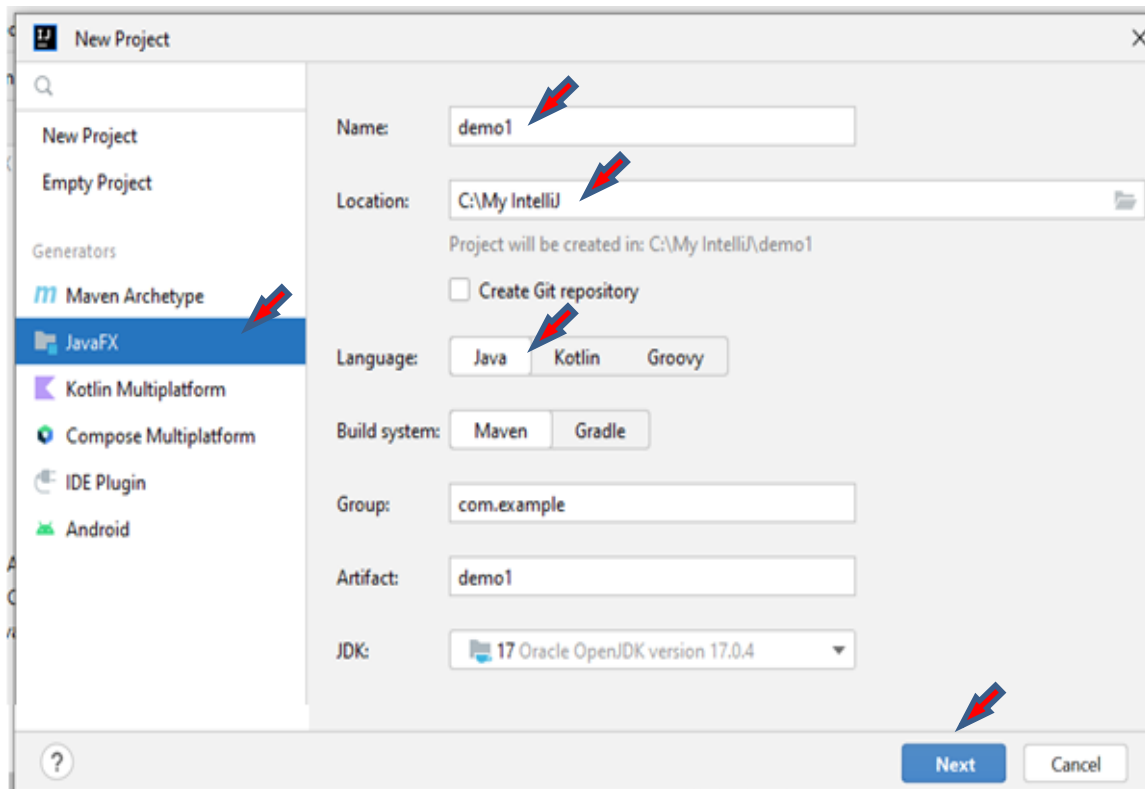 New Project
New Project
Empty Project
Generators
Maven Archetype
JavaFX
Kotlin Multiplatform
Compose Multiplatform
IDE Plugin
Android
Name: demo1
Location: C:\My IntelliJ
Project will be created in: C:\My IntelliJ\demo1
Create Git repository
Language: Java Kotlin Groovy
Build system: Maven Gradle
Group: com.example
Artifact: demo1
JDK: 17 Oracle OpenJDK version 17.0.4
? Next Cancel